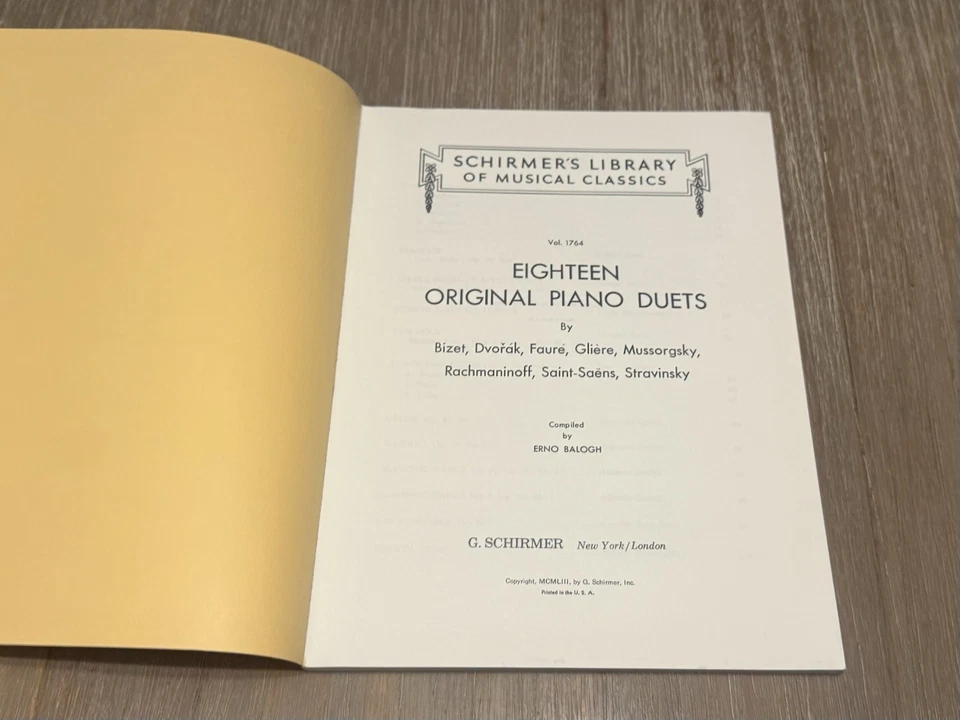 SCHIRMER'S LIBRARY
OF MUSICAL CLASSICS
Vol. 1764
EIGHTEEN
ORIGINAL PIANO DUETS
By
Bizet, Dvořák, Fauré, Glière, Mussorgsky,
Rachmaninoff, Saint-Saëns, Stravinsky
Compiled
by
ERNO BALOGH
G. SCHIRMER New York/London
Copyright, MCMLIII, by G. Schirmer, Inc.
Printed in the U. S. A.